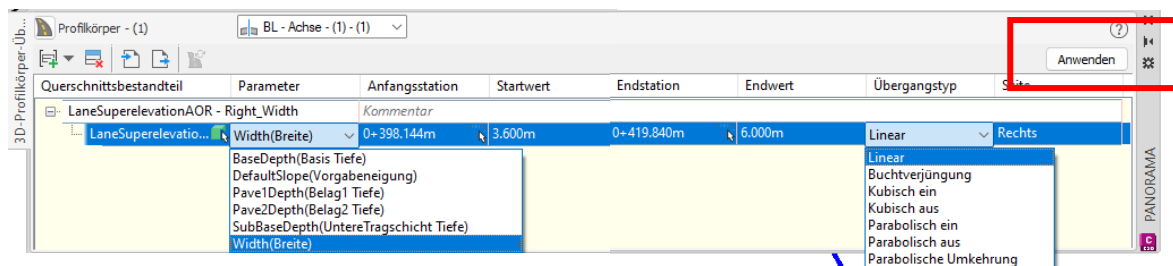 Profilkörper - (1)
BL - Achse - (1) - (1)
3D-Profilkörper-Üb...
Anwenden
Querschnittsbestandteil Parameter Anfangsstation Startwert Endstation Endwert Übergangstyp Seite
LaneSuperelevationAOR - Right_Width Kommentar
LaneSuperelevatio... Width(Breite) 0+398.144m 3.600m 0+419.840m 6.000m Linear Rechts
BaseDepth(Basis Tiefe)
DefaultSlope(Vorgabeneigung)
Pave1Depth(Belag1 Tiefe)
Pave2Depth(Belag2 Tiefe)
SubBaseDepth(UntereTragschicht Tiefe)
Width(Breite)
Linear
Buchtverjüngung
Kubisch ein
Kubisch aus
Parabolisch ein
Parabolisch aus
Parabolische Umkehrung
PANORAMA